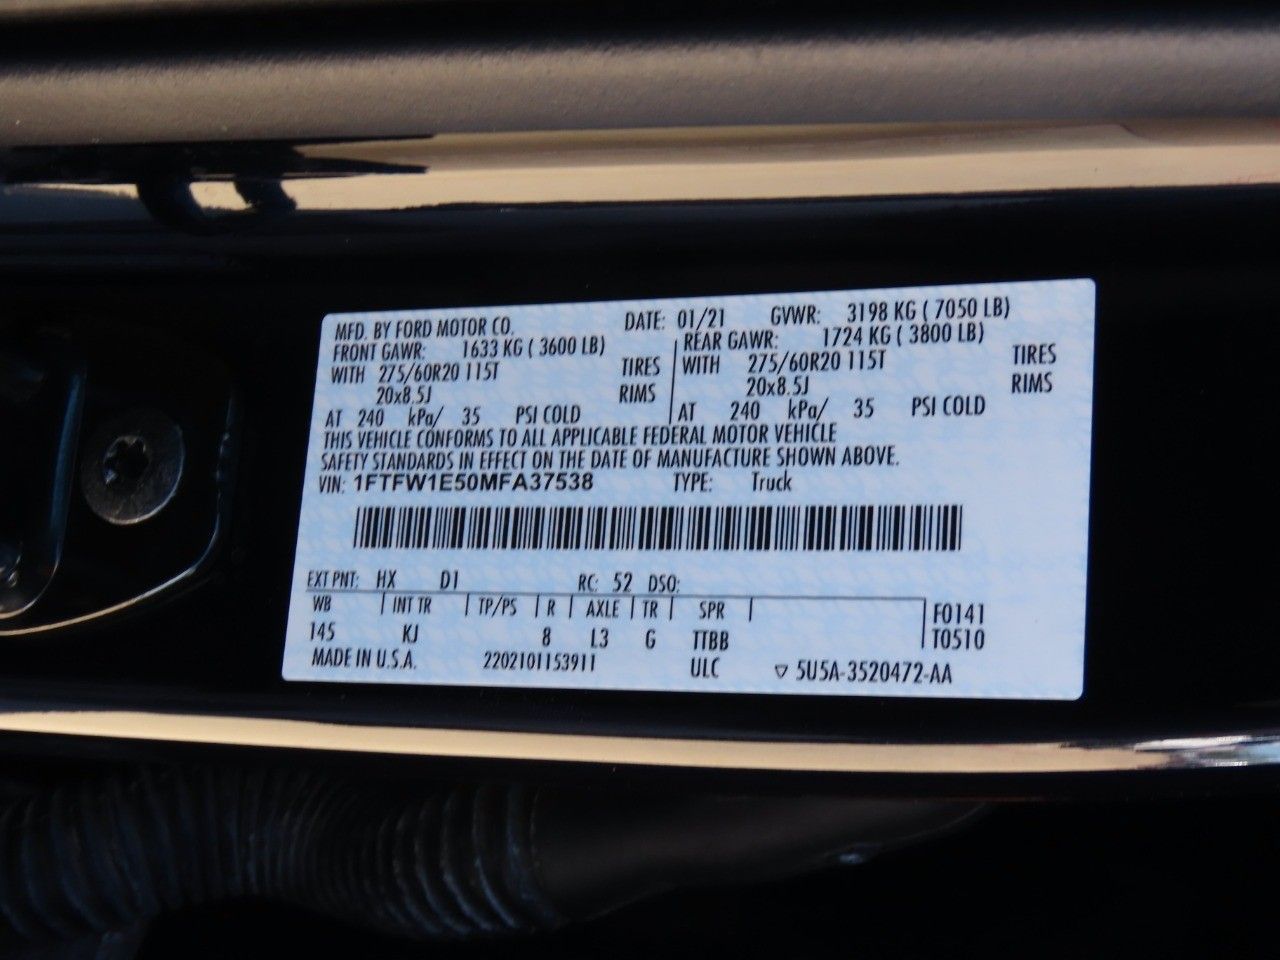 MFD. BY FORD MOTOR CO. DATE: 01/21 GVWR: 3198 KG ( 7050 LB)
FRONT GAWR: 1633 KG ( 3600 LB) REAR GAWR: 1724 KG ( 3800 LB)
WITH 275/60R20 115T TIRES WITH 275/60R20 115T TIRES
20x8.5J RIMS 20x8.5J RIMS
AT 240 kPa/ 35 PSI COLD AT 240 kPa/ 35 PSI COLD
THIS VEHICLE CONFORMS TO ALL APPLICABLE FEDERAL MOTOR VEHICLE
SAFETY STANDARDS IN EFFECT ON THE DATE OF MANUFACTURE SHOWN ABOVE.
VIN: 1FTFW1E50MFA37538 TYPE: Truck
EXT PNT: HX D1 RC: 52 DSO:
WB INT TR TP/PS R AXLE TR SPR F0141
145 KJ 8 L3 G TTBB T0510
MADE IN U.S.A. 2202101153911 ULC ▽ 5U5A-3520472-AA